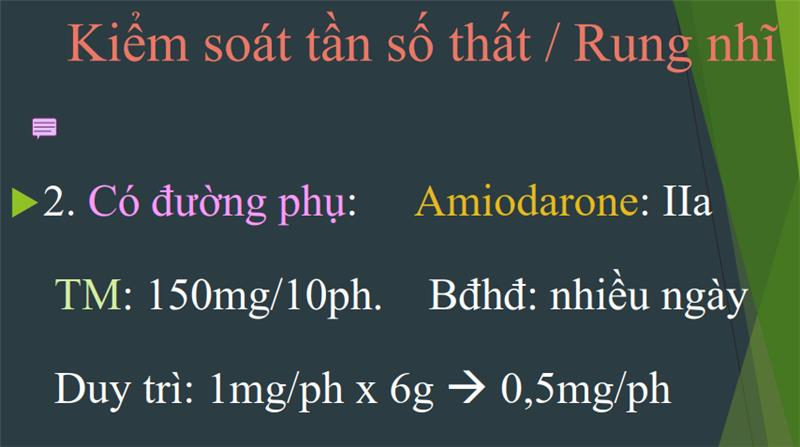 Kiểm soát tần số thất / Rung nhĩ
2. Có đường phụ: Amiodarone: IIa
TM: 150mg/10ph. Bđhđ: nhiều ngày
Duy trì: 1mg/ph x 6g → 0,5mg/ph